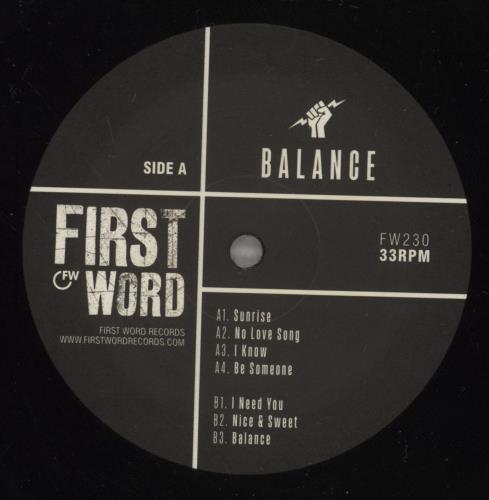 SIDE A
BALANCE
FIRST
FW WORD
FIRST WORD RECORDS
WWW.FIRSTWORDRECORDS.COM
FW230
33RPM
A1. Sunrise
A2. No Love Song
A3. I Know
A4. Be Someone
B1. I Need You
B2. Nice & Sweet
B3. Balance